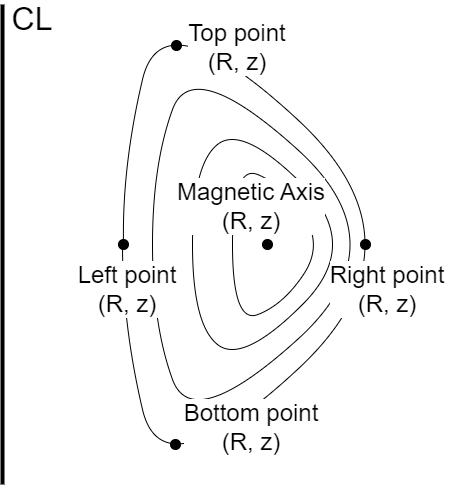 CL
Top point
(R, z)
Magnetic Axis
(R, z)
Left point
(R, z)
Right point
(R, z)
Bottom point
(R, z)